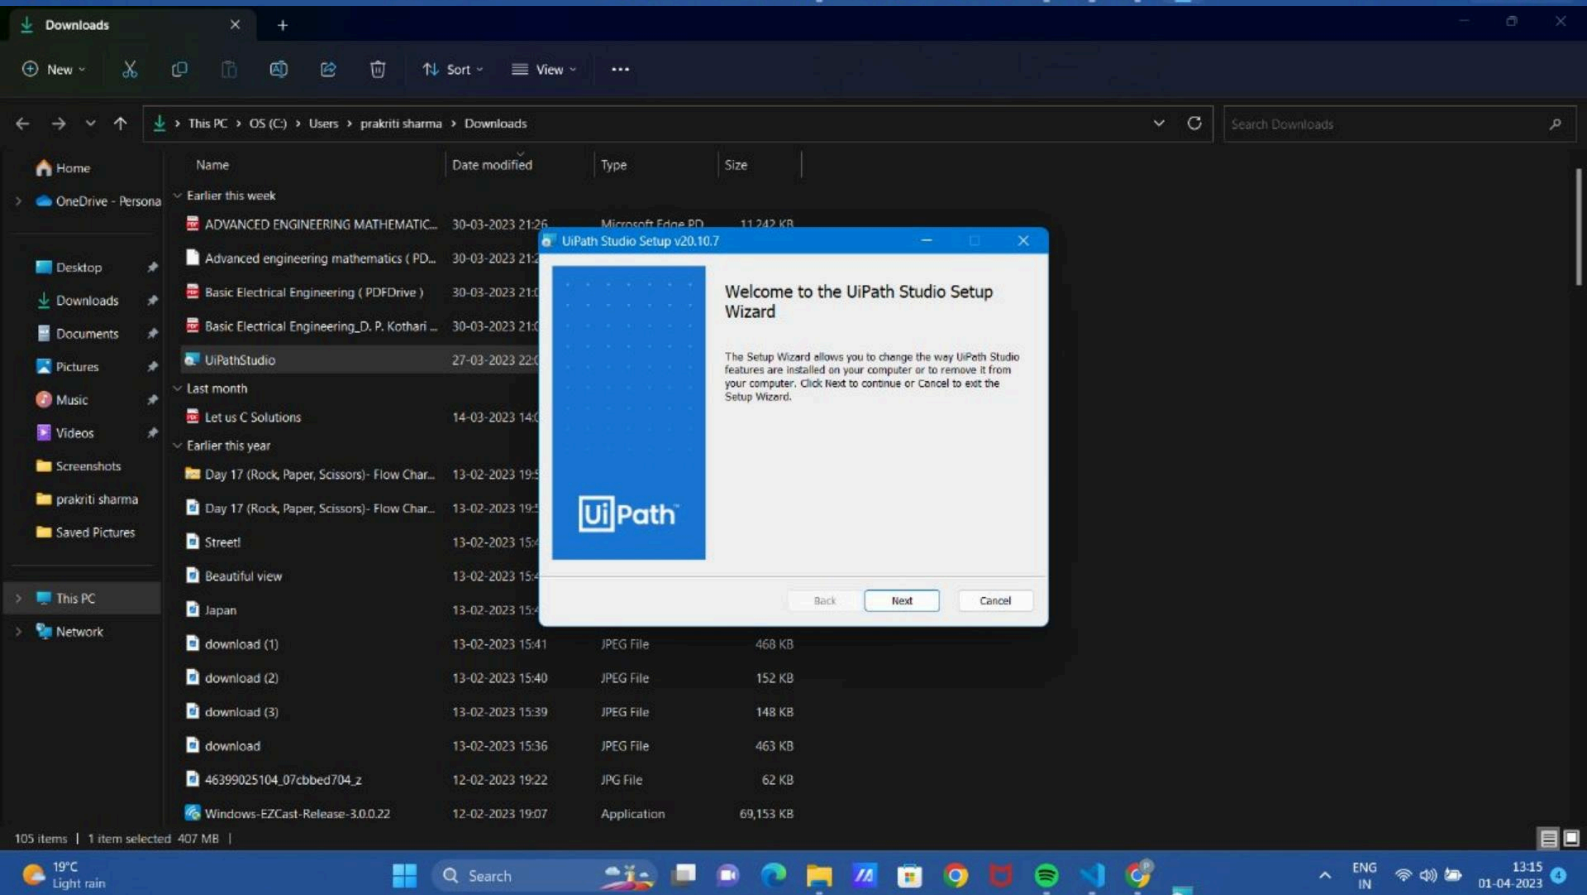 Downloads
New
Sort
View
This PC > OS (C:) > Users > prakriti sharma > Downloads
Search Downloads
Home
OneDrive - Persona
Desktop
Downloads
Documents
Pictures
Music
Videos
Screenshots
prakriti sharma
Saved Pictures
This PC
Network
Name Date modified Type Size
Earlier this week
ADVANCED ENGINEERING MATHEMATIC... 30-03-2023 21:26 Microsoft Edge PD... 11,242 KB
Advanced engineering mathematics ( PD... 30-03-2023
Basic Electrical Engineering ( PDFDrive ) 30-03-2023
Basic Electrical Engineering_D. P. Kothari ... 30-03-2023
UiPathStudio 27-03-2023
Last month
Let us C Solutions 14-03-2023
Earlier this year
Day 17 (Rock, Paper, Scissors)- Flow Char... 13-02-2023
Day 17 (Rock, Paper, Scissors)- Flow Char... 13-02-2023
Street! 13-02-2023
Beautiful view 13-02-2023
Japan 13-02-2023
download (1) 13-02-2023 15:41 JPEG File 468 KB
download (2) 13-02-2023 15:40 JPEG File 152 KB
download (3) 13-02-2023 15:39 JPEG File 148 KB
download 13-02-2023 15:36 JPEG File 463 KB
46399025104_07cbbed704_z 12-02-2023 19:22 JPG File 62 KB
Windows-EZCast-Release-3.0.0.22 12-02-2023 19:07 Application 69,153 KB
UiPath Studio Setup v20.10.7
Welcome to the UiPath Studio Setup
Wizard
The Setup Wizard allows you to change the way UiPath Studio
features are installed on your computer or to remove it from
your computer. Click Next to continue or Cancel to exit the
Setup Wizard.
UiPath™
Back Next Cancel
105 items | 1 item selected 407 MB |
19°C
Light rain
Search
ENG
IN
13:15
01-04-2023
4